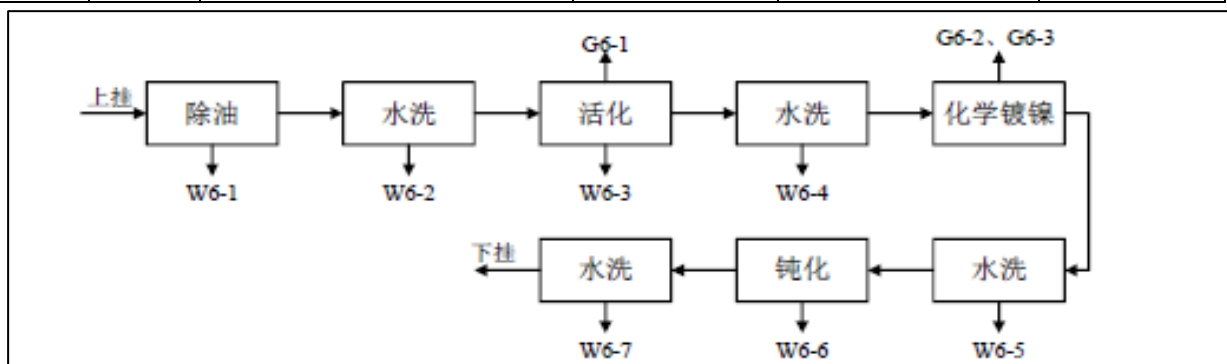 G6-1
G6-2、G6-3
上挂
除油
水洗
活化
水洗
化学镀镍
W6-1
W6-2
W6-3
W6-4
下挂
水洗
钝化
水洗
W6-7
W6-6
W6-5